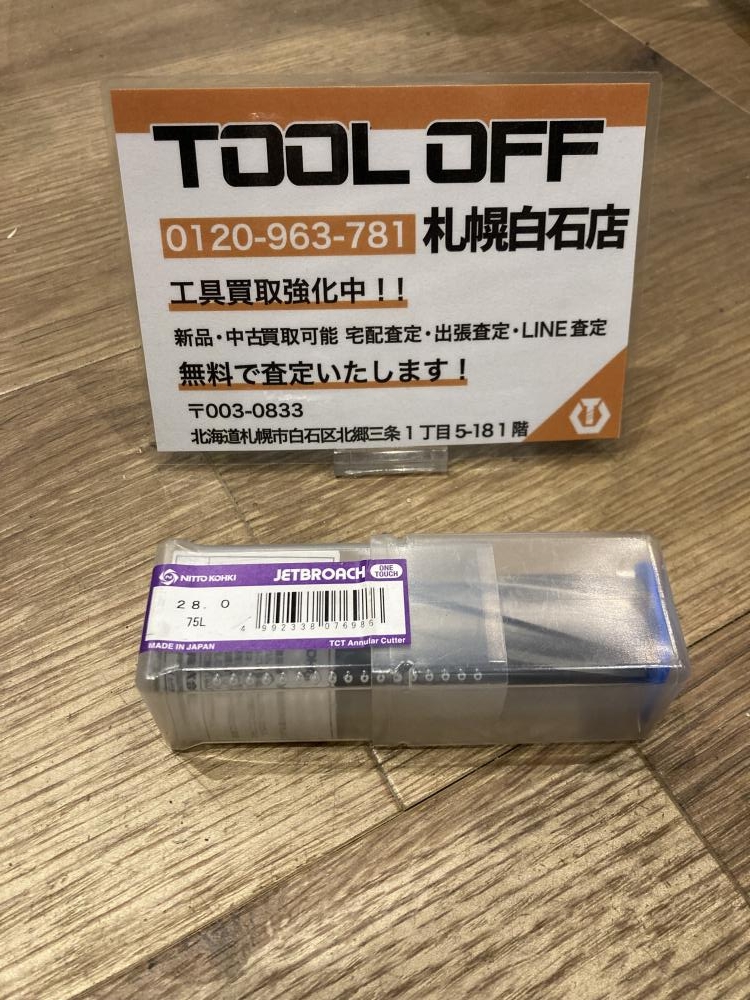 TOOL OFF
0120-963-781 札幌白石店
工具買取強化中！！
新品・中古買取可能 宅配査定・出張査定・LINE査定
無料で査定いたします！
〒003-0833
北海道札幌市白石区北郷三条1丁目5-18 1階
NITTO KOHKI JETBROACH ONE TOUCH
28.0
75L
4 992338 076986
MADE IN JAPAN TCT Annular Cutter